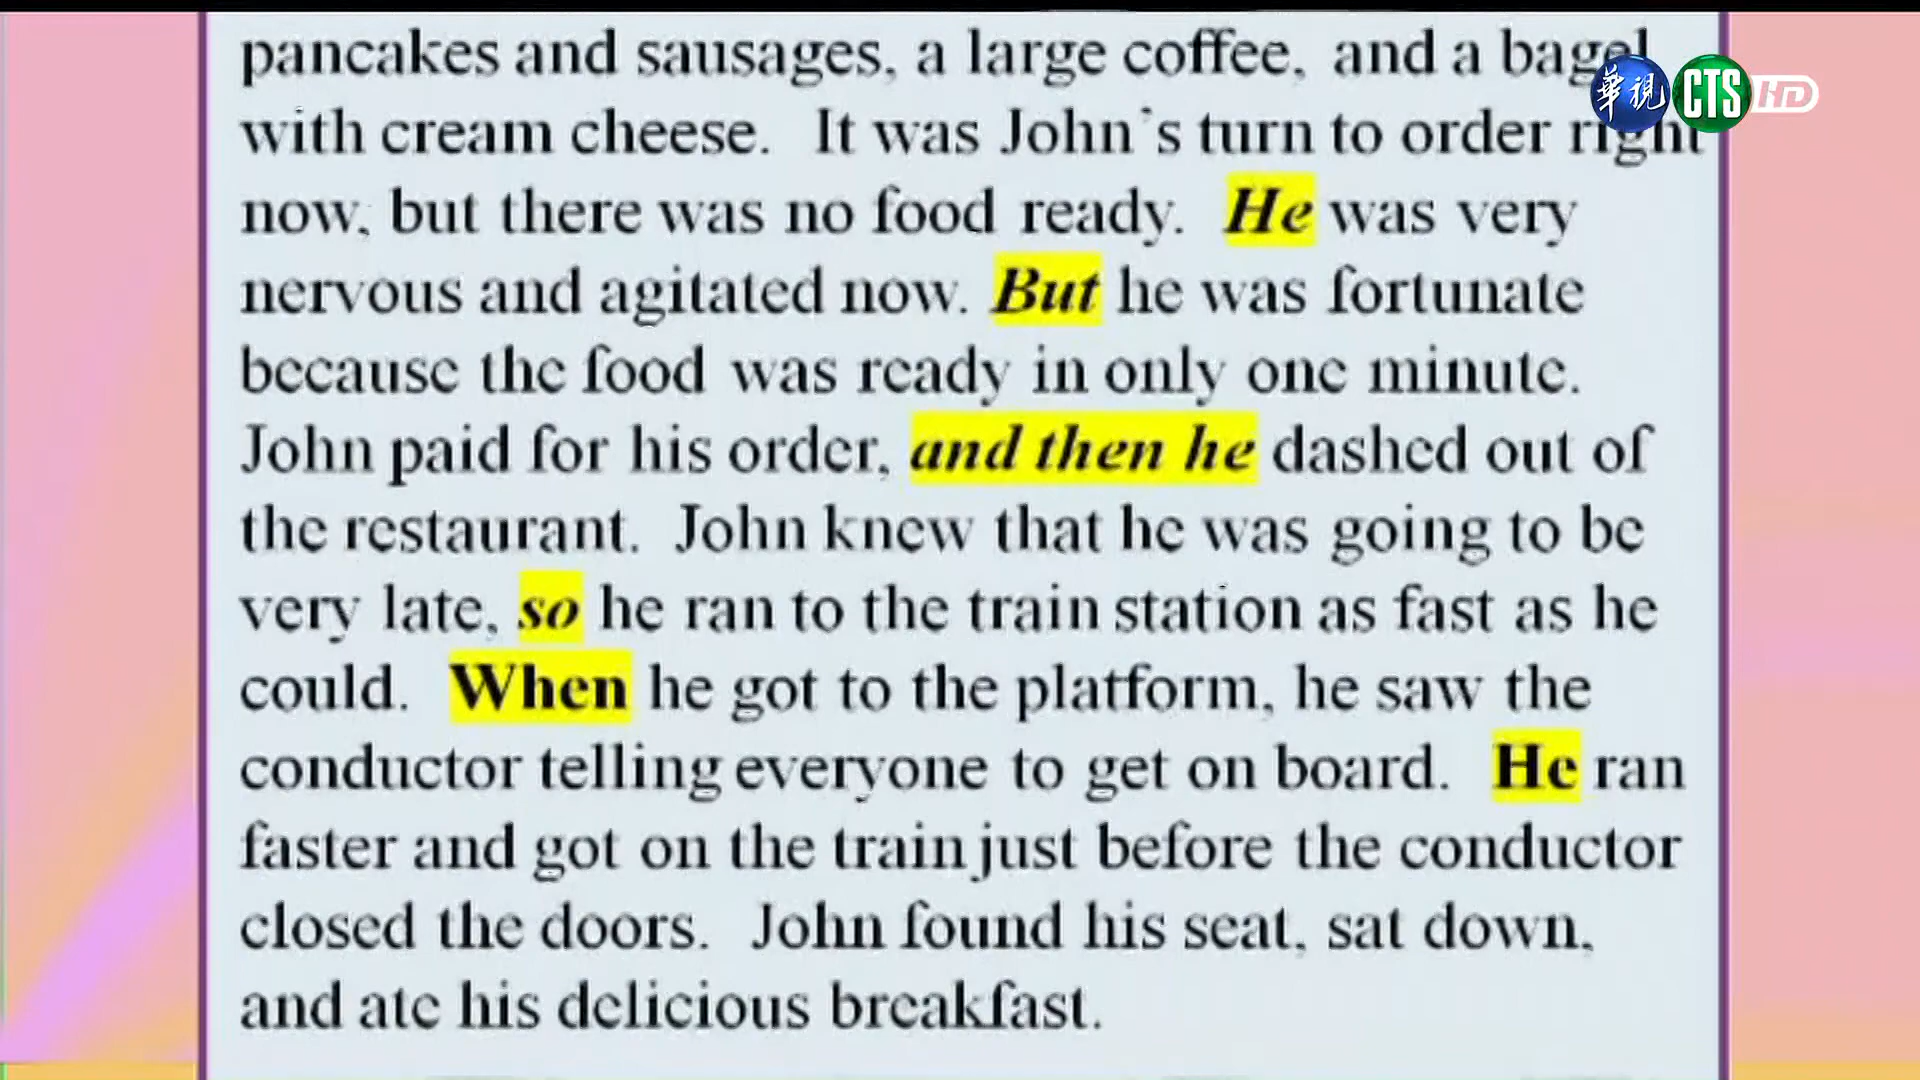 pancakes and sausages, a large coffee, and a bagel
with cream cheese. It was John's turn to order right
now, but there was no food ready. He was very
nervous and agitated now. But he was fortunate
because the food was ready in only one minute.
John paid for his order, and then he dashed out of
the restaurant. John knew that he was going to be
very late, so he ran to the train station as fast as he
could. When he got to the platform, he saw the
conductor telling everyone to get on board. He ran
faster and got on the train just before the conductor
closed the doors. John found his seat, sat down,
and ate his delicious breakfast.
華視 CTS HD